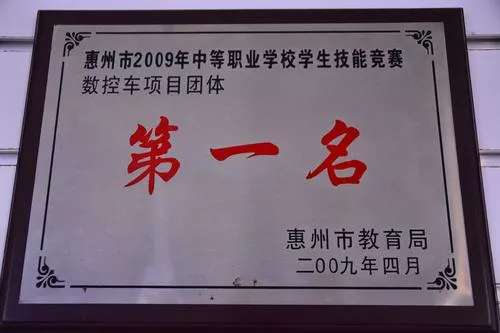 惠州市2009年中等职业学校学生技能竞赛
数控车项目团体
第一名
惠州市教育局
二00九年四月